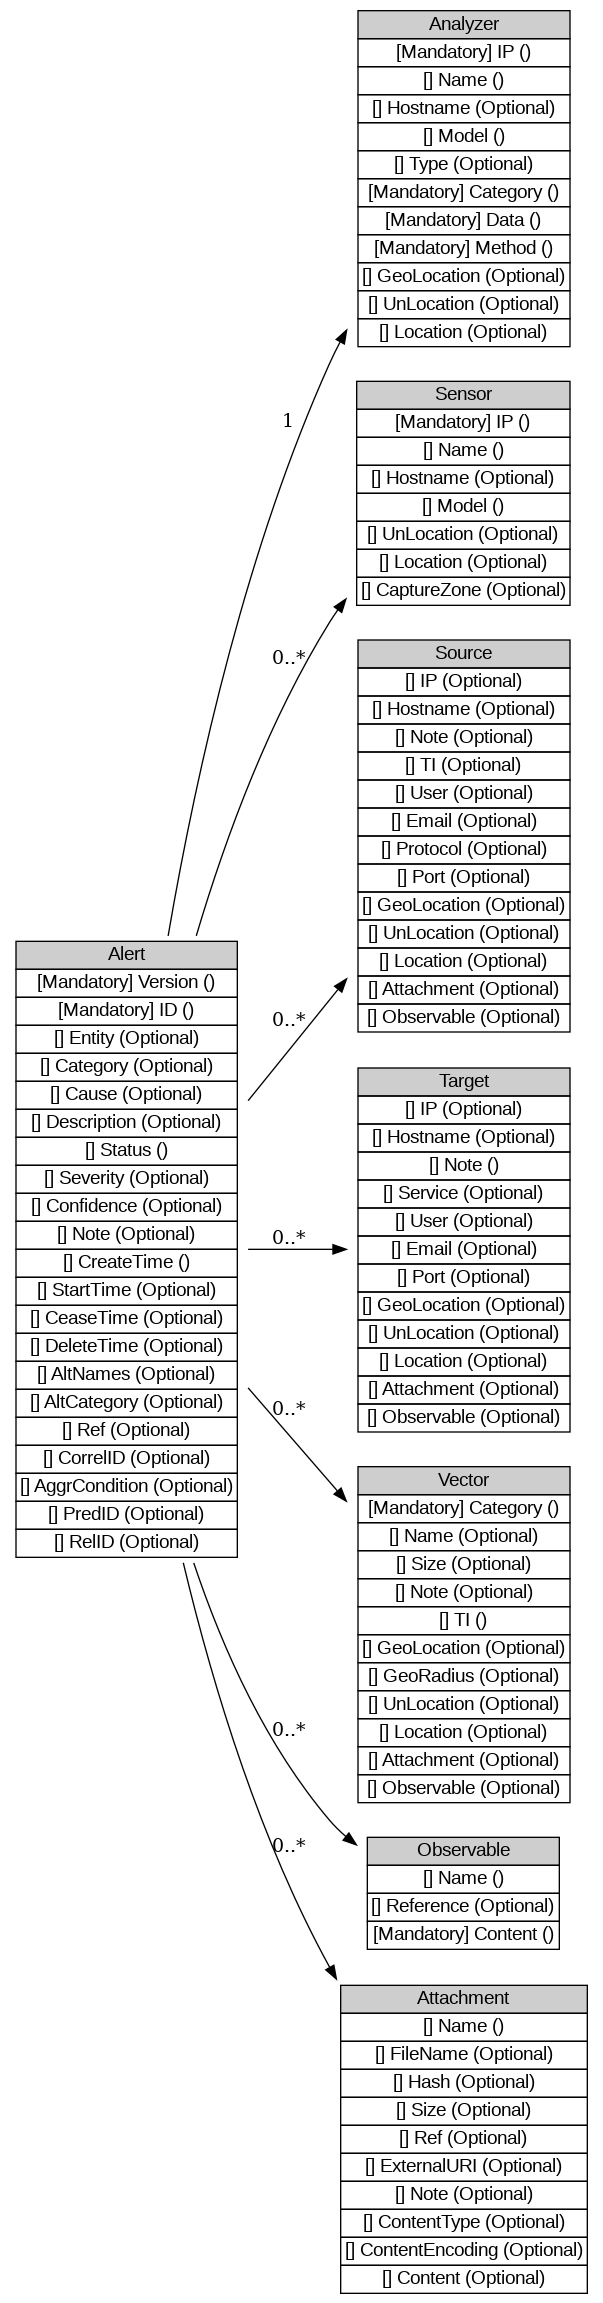 Analyzer
[Mandatory] IP ()
[] Name ()
[] Hostname (Optional)
[] Model ()
[] Type (Optional)
[Mandatory] Category ()
[Mandatory] Data ()
[Mandatory] Method ()
[] GeoLocation (Optional)
[] UnLocation (Optional)
[] Location (Optional)
1
Sensor
[Mandatory] IP ()
[] Name ()
[] Hostname (Optional)
[] Model ()
[] UnLocation (Optional)
[] Location (Optional)
[] CaptureZone (Optional)
0..*
Source
[] IP (Optional)
[] Hostname (Optional)
[] Note (Optional)
[] TI (Optional)
[] User (Optional)
[] Email (Optional)
[] Protocol (Optional)
[] Port (Optional)
[] GeoLocation (Optional)
[] UnLocation (Optional)
[] Location (Optional)
[] Attachment (Optional)
[] Observable (Optional)
0..*
Alert
[Mandatory] Version ()
[Mandatory] ID ()
[] Entity (Optional)
[] Category (Optional)
[] Cause (Optional)
[] Description (Optional)
[] Status ()
[] Severity (Optional)
[] Confidence (Optional)
[] Note (Optional)
[] CreateTime ()
[] StartTime (Optional)
[] CeaseTime (Optional)
[] DeleteTime (Optional)
[] AltNames (Optional)
[] AltCategory (Optional)
[] Ref (Optional)
[] CorrelID (Optional)
[] AggrCondition (Optional)
[] PredID (Optional)
[] RelID (Optional)
Target
[] IP (Optional)
[] Hostname (Optional)
[] Note ()
[] Service (Optional)
[] User (Optional)
[] Email (Optional)
[] Port (Optional)
[] GeoLocation (Optional)
[] UnLocation (Optional)
[] Location (Optional)
[] Attachment (Optional)
[] Observable (Optional)
0..*
0..*
Vector
[Mandatory] Category ()
[] Name (Optional)
[] Size (Optional)
[] Note (Optional)
[] TI ()
[] GeoLocation (Optional)
[] GeoRadius (Optional)
[] UnLocation (Optional)
[] Location (Optional)
[] Attachment (Optional)
[] Observable (Optional)
0..*
0..*
Observable
[] Name ()
[] Reference (Optional)
[Mandatory] Content ()
Attachment
[] Name ()
[] FileName (Optional)
[] Hash (Optional)
[] Size (Optional)
[] Ref (Optional)
[] ExternalURI (Optional)
[] Note (Optional)
[] ContentType (Optional)
[] ContentEncoding (Optional)
[] Content (Optional)